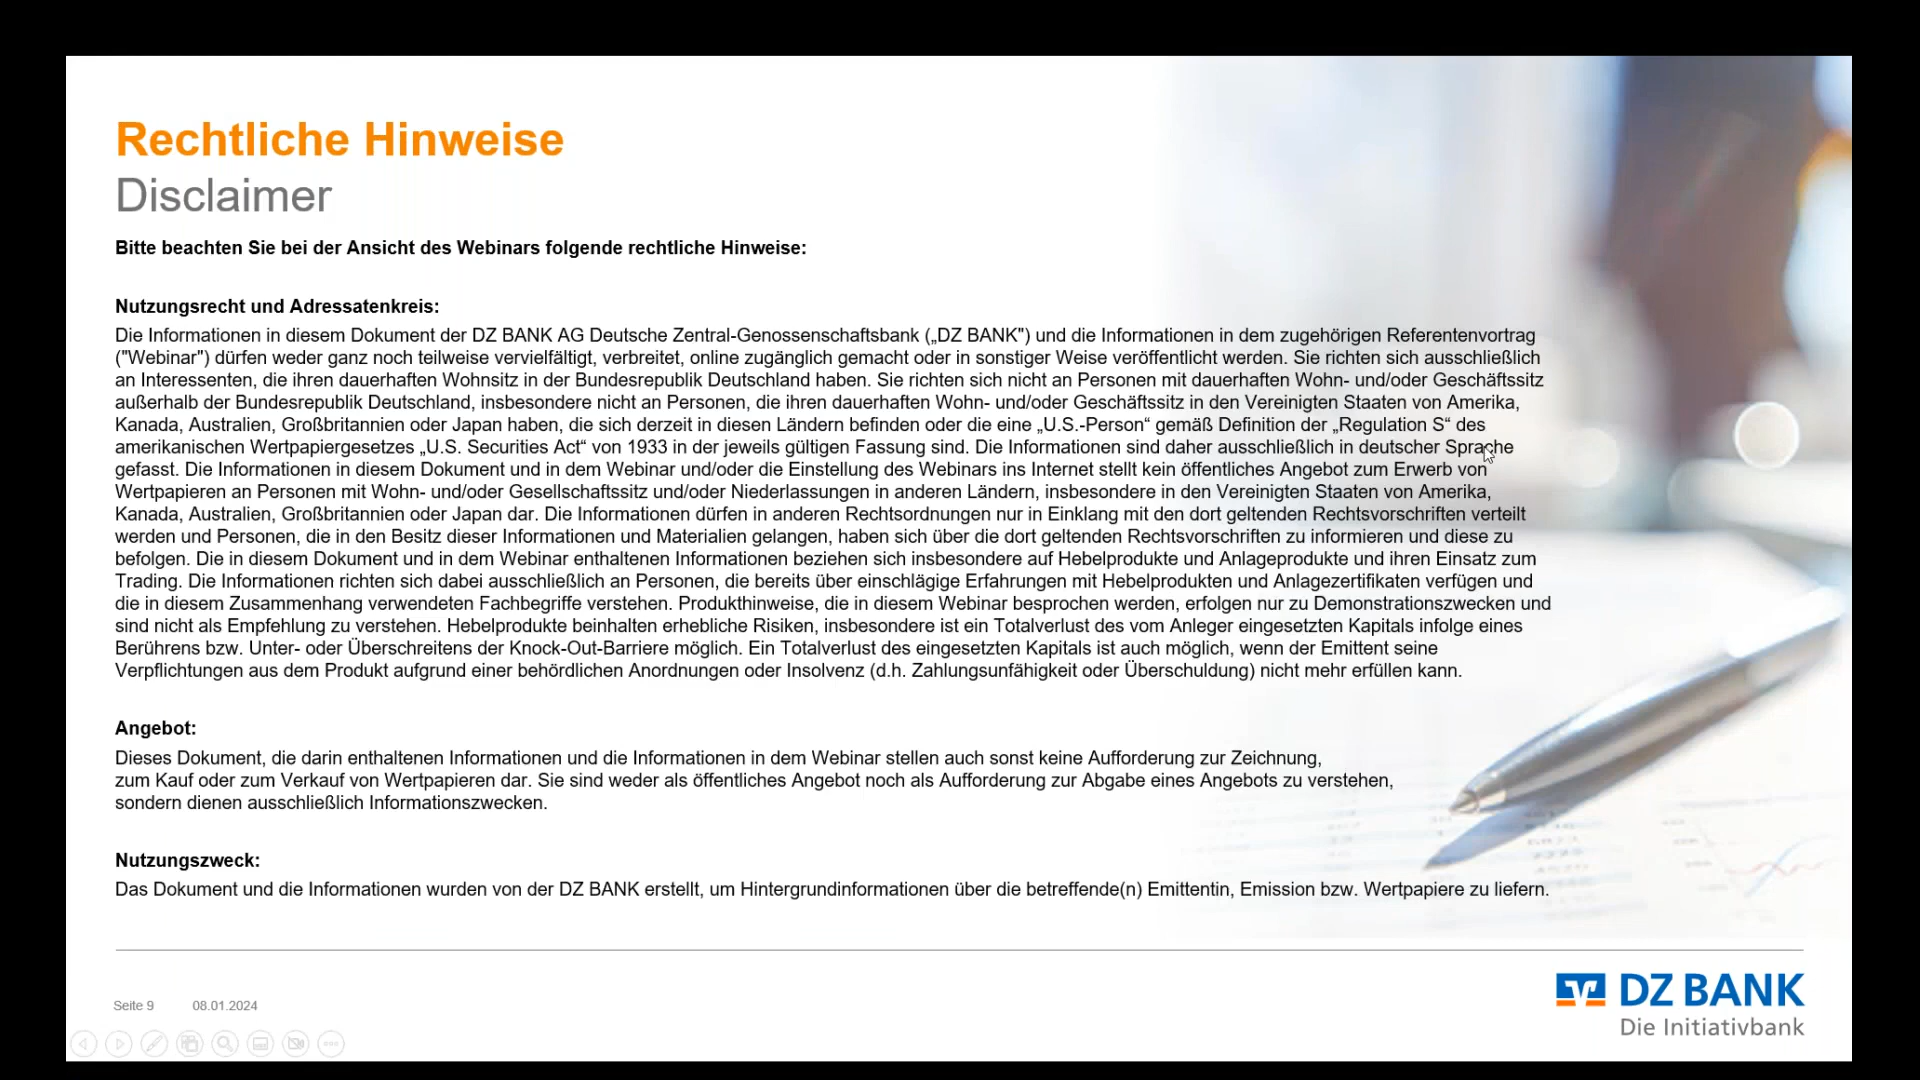 Rechtliche Hinweise
Disclaimer
Bitte beachten Sie bei der Ansicht des Webinars folgende rechtliche Hinweise:
Nutzungsrecht und Adressatenkreis:
Die Informationen in diesem Dokument der DZ BANK AG Deutsche Zentral-Genossenschaftsbank („DZ BANK") und die Informationen in dem zugehörigen Referentenvortrag
("Webinar") dürfen weder ganz noch teilweise vervielfältigt, verbreitet, online zugänglich gemacht oder in sonstiger Weise veröffentlicht werden. Sie richten sich ausschließlich
an Interessenten, die ihren dauerhaften Wohnsitz in der Bundesrepublik Deutschland haben. Sie richten sich nicht an Personen mit dauerhaften Wohn- und/oder Geschäftssitz
außerhalb der Bundesrepublik Deutschland, insbesondere nicht an Personen, die ihren dauerhaften Wohn- und/oder Geschäftssitz in den Vereinigten Staaten von Amerika,
Kanada, Australien, Großbritannien oder Japan haben, die sich derzeit in diesen Ländern befinden oder die eine „U.S.-Person“ gemäß Definition der „Regulation S“ des
amerikanischen Wertpapiergesetzes „U.S. Securities Act“ von 1933 in der jeweils gültigen Fassung sind. Die Informationen sind daher ausschließlich in deutscher Sprache
gefasst. Die Informationen in diesem Dokument und in dem Webinar und/oder die Einstellung des Webinars ins Internet stellt kein öffentliches Angebot zum Erwerb von
Wertpapieren an Personen mit Wohn- und/oder Gesellschaftssitz und/oder Niederlassungen in anderen Ländern, insbesondere in den Vereinigten Staaten von Amerika,
Kanada, Australien, Großbritannien oder Japan dar. Die Informationen dürfen in anderen Rechtsordnungen nur in Einklang mit den dort geltenden Rechtsvorschriften verteilt
werden und Personen, die in den Besitz dieser Informationen und Materialien gelangen, haben sich über die dort geltenden Rechtsvorschriften zu informieren und diese zu
befolgen. Die in diesem Dokument und in dem Webinar enthaltenen Informationen beziehen sich insbesondere auf Hebelprodukte und Anlageprodukte und ihren Einsatz zum
Trading. Die Informationen richten sich dabei ausschließlich an Personen, die bereits über einschlägige Erfahrungen mit Hebelprodukten und Anlagezertifikaten verfügen und
die in diesem Zusammenhang verwendeten Fachbegriffe verstehen. Produkthinweise, die in diesem Webinar besprochen werden, erfolgen nur zu Demonstrationszwecken und
sind nicht als Empfehlung zu verstehen. Hebelprodukte beinhalten erhebliche Risiken, insbesondere ist ein Totalverlust des vom Anleger eingesetzten Kapitals infolge eines
Berührens bzw. Unter- oder Überschreitens der Knock-Out-Barriere möglich. Ein Totalverlust des eingesetzten Kapitals ist auch möglich, wenn der Emittent seine
Verpflichtungen aus dem Produkt aufgrund einer behördlichen Anordnungen oder Insolvenz (d.h. Zahlungsunfähigkeit oder Überschuldung) nicht mehr erfüllen kann.
Angebot:
Dieses Dokument, die darin enthaltenen Informationen und die Informationen in dem Webinar stellen auch sonst keine Aufforderung zur Zeichnung,
zum Kauf oder zum Verkauf von Wertpapieren dar. Sie sind weder als öffentliches Angebot noch als Aufforderung zur Abgabe eines Angebots zu verstehen,
sondern dienen ausschließlich Informationszwecken.
Nutzungszweck:
Das Dokument und die Informationen wurden von der DZ BANK erstellt, um Hintergrundinformationen über die betreffende(n) Emittentin, Emission bzw. Wertpapiere zu liefern.
Seite 9 08.01.2024
DZ BANK
Die Initiativbank